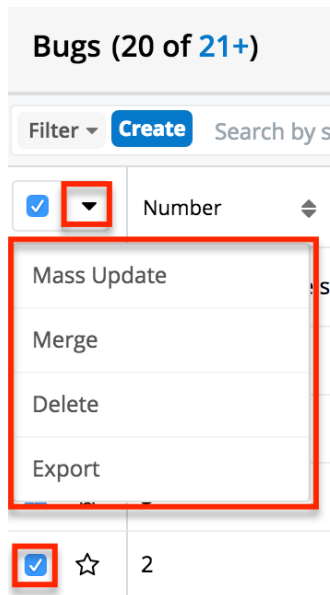 Bugs (20 of 21+)
Filter Create Search by s
Number
Mass Update
Merge
Delete
Export
2